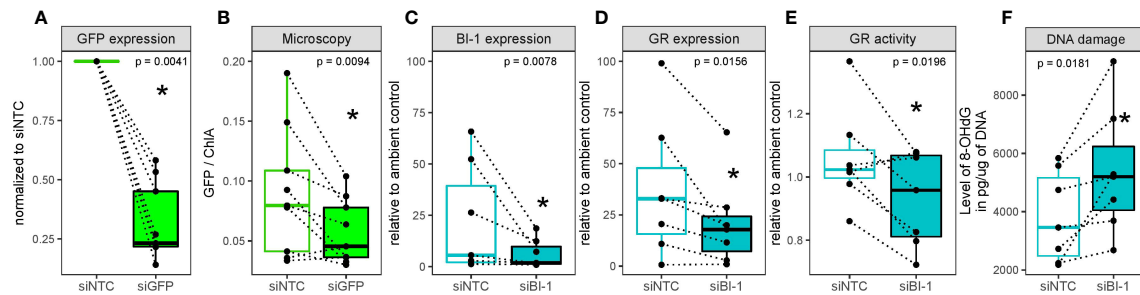 A
GFP expression
p = 0.0041
*
normalized to siNTC
1.00
0.75
0.50
0.25
siNTC siGFP
B
Microscopy
p = 0.0094
*
GFP / ChlA
0.20
0.15
0.10
0.05
siNTC siGFP
C
BI-1 expression
p = 0.0078
*
relative to ambient control
100
75
50
25
0
siNTC siBI-1
D
GR expression
p = 0.0156
*
relative to ambient control
100
75
50
25
0
siNTC siBI-1
E
GR activity
p = 0.0196
*
relative to ambient control
1.2
1.0
0.8
siNTC siBI-1
F
DNA damage
p = 0.0181
*
Level of 8-OHdG
in pg/ug of DNA
8000
6000
4000
2000
siNTC siBI-1